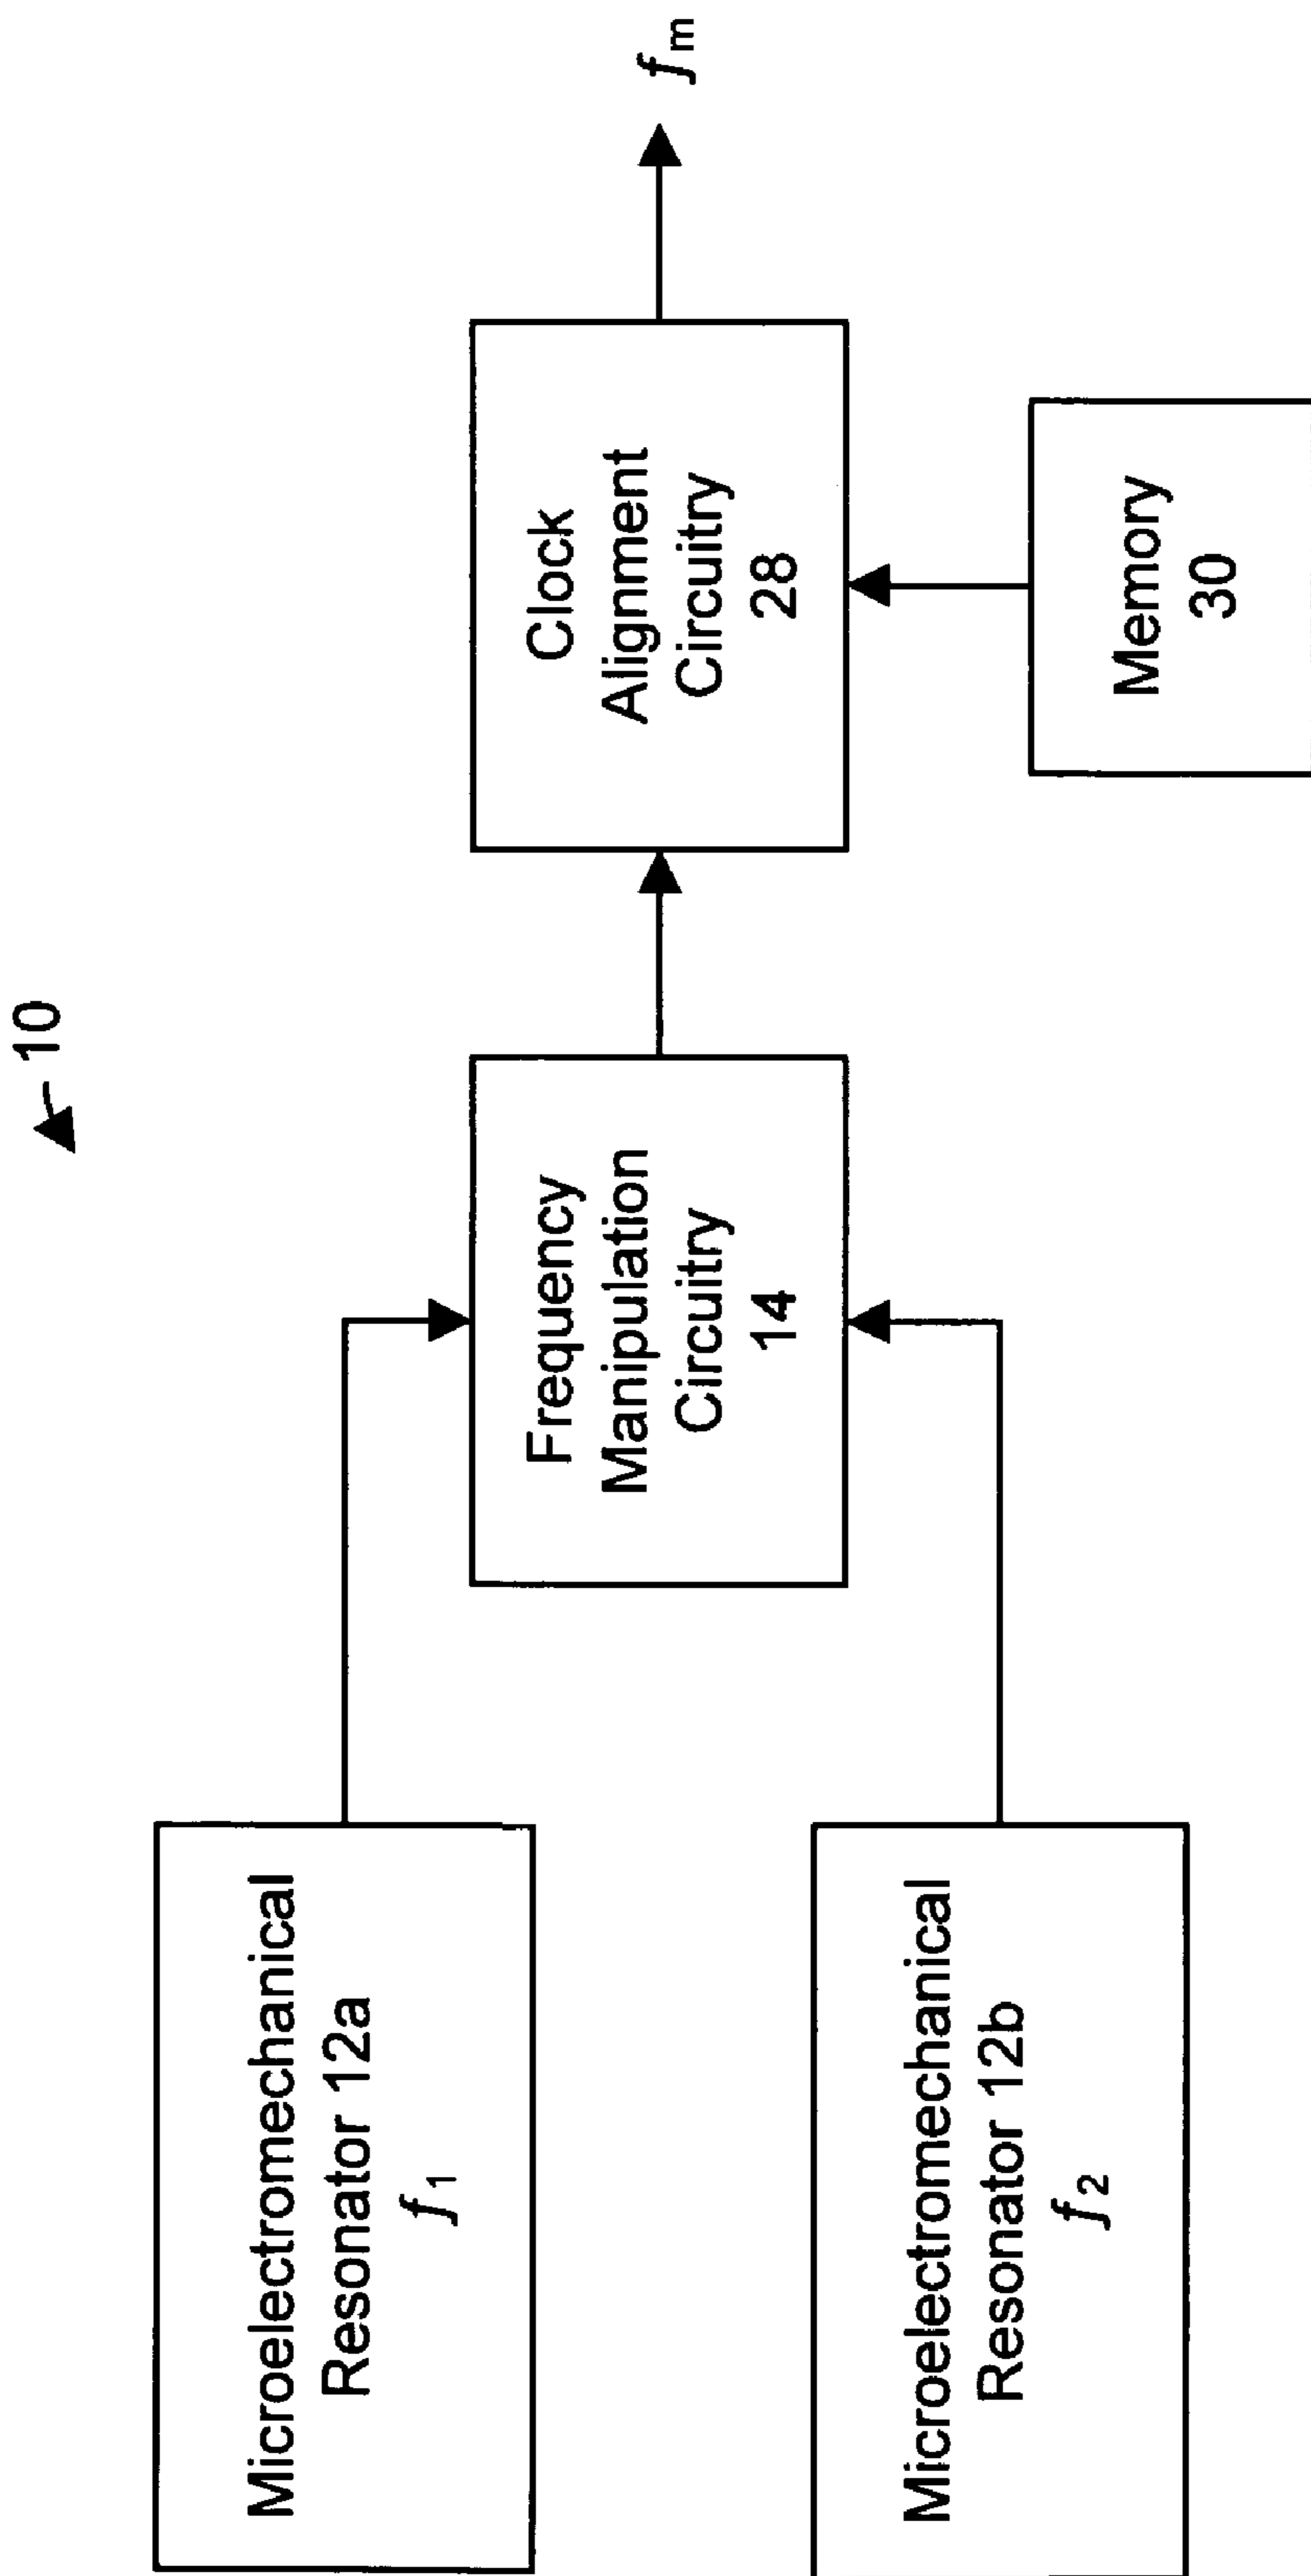 10
Microelectromechanical
Resonator 12a
f1
Microelectromechanical
Resonator 12b
f2
Frequency
Manipulation
Circuitry
14
Clock
Alignment
Circuitry
28
Memory
30
fm